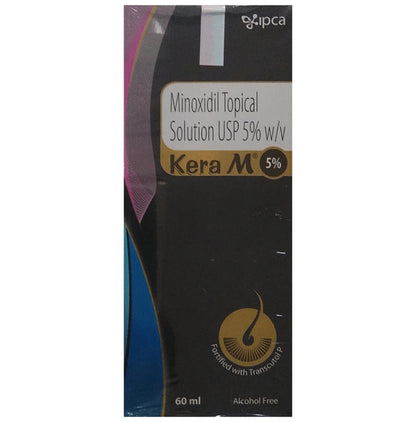 ipca
Minoxidil Topical
Solution USP 5% w/v
Kera M® 5%
Fortified with Transcutol P
60 ml Alcohol Free